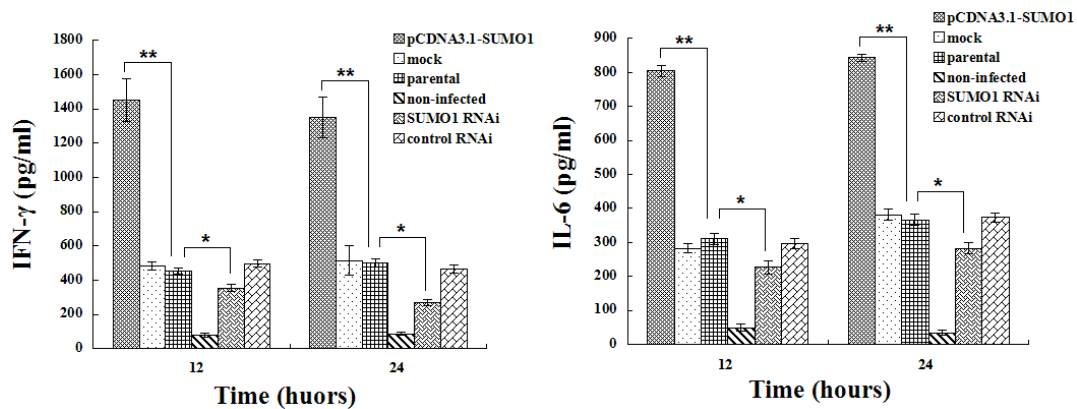 1800
1600
1400
1200
1000
800
600
400
200
0
IFN-γ (pg/ml)
**
*
**
*
pCDNA3.1-SUMO1
mock
parental
non-infected
SUMO1 RNAi
control RNAi
12
24
Time (huors)
900
800
700
600
500
400
300
200
100
0
IL-6 (pg/ml)
**
*
**
*
pCDNA3.1-SUMO1
mock
parental
non-infected
SUMO1 RNAi
control RNAi
12
24
Time (hours)